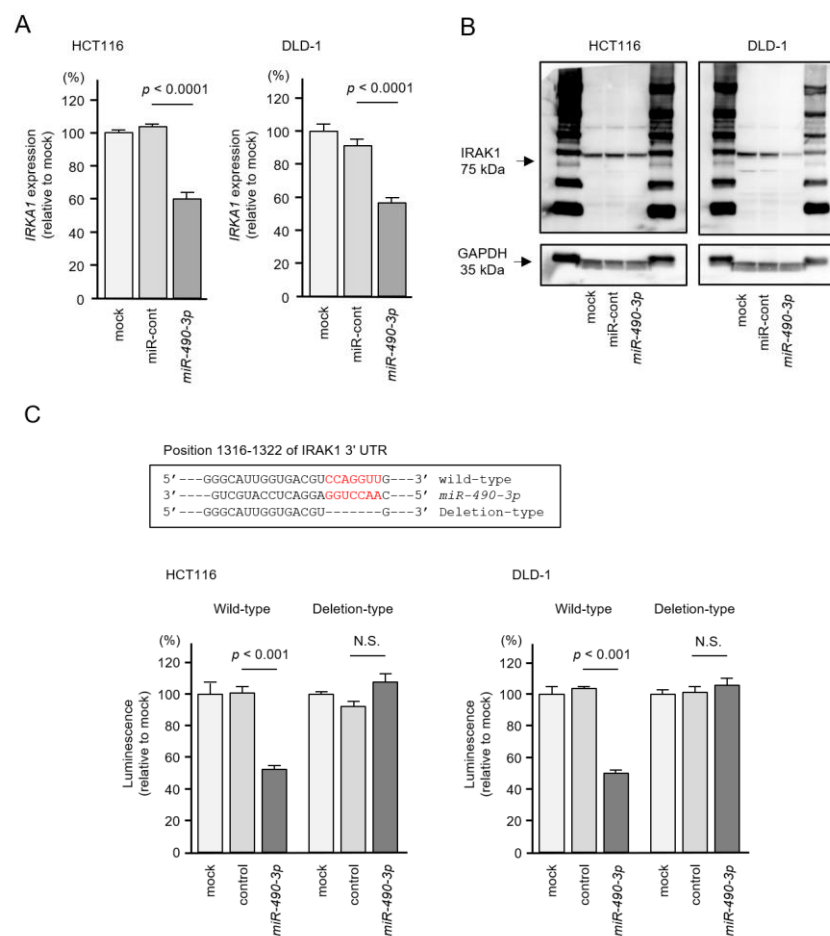 A
HCT116
DLD-1
(%)
p < 0.0001
120
100
80
60
40
20
0
IRKA1 expression
(relative to mock)
mock
miR-cont
miR-490-3p
(%)
p < 0.0001
120
100
80
60
40
20
0
IRKA1 expression
(relative to mock)
mock
miR-cont
miR-490-3p
B
HCT116
DLD-1
IRAK1
75 kDa
GAPDH
35 kDa
mock
miR-cont
miR-490-3p
mock
miR-cont
miR-490-3p
C
Position 1316-1322 of IRAK1 3' UTR
5' ---GGGCAUUGGUGACGUCCAGGUUG---3' wild-type
3' ----GUCGUACCUCAGGAGGUCCAAC---5' miR-490-3p
5' ---GGGCAUUGGUGACGU-------G---3' Deletion-type
HCT116
Wild-type
Deletion-type
(%)
p < 0.001
N.S.
120
100
80
60
40
20
0
Luminescence
(relative to mock)
mock
control
miR-490-3p
mock
control
miR-490-3p
DLD-1
Wild-type
Deletion-type
(%)
p < 0.001
N.S.
120
100
80
60
40
20
0
Luminescence
(relative to mock)
mock
control
miR-490-3p
mock
control
miR-490-3p